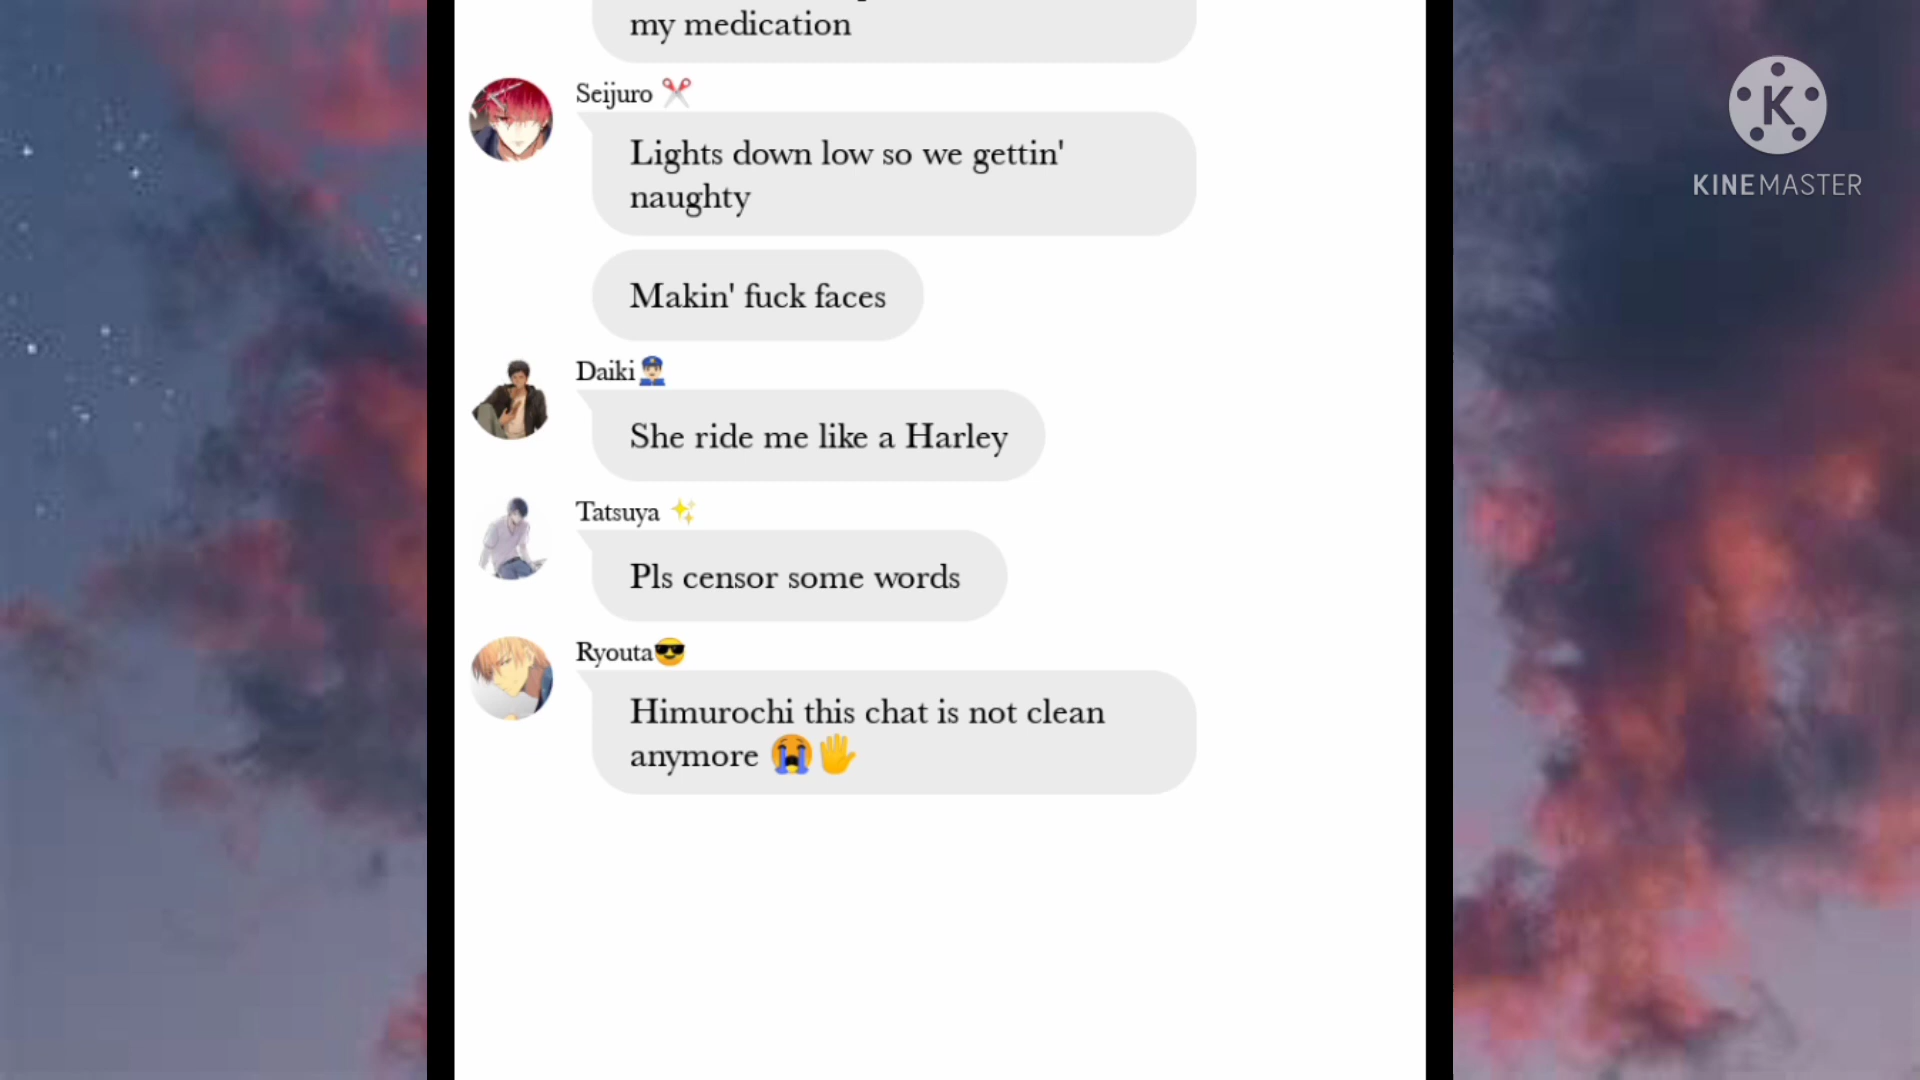 my medication
Seijuro ✂️
Lights down low so we gettin'
naughty
Makin' fuck faces
Daiki👮🏻‍♂️
She ride me like a Harley
Tatsuya ✨
Pls censor some words
Ryouta😎
Himurochi this chat is not clean
anymore 😭🖐️
K
KINEMASTER